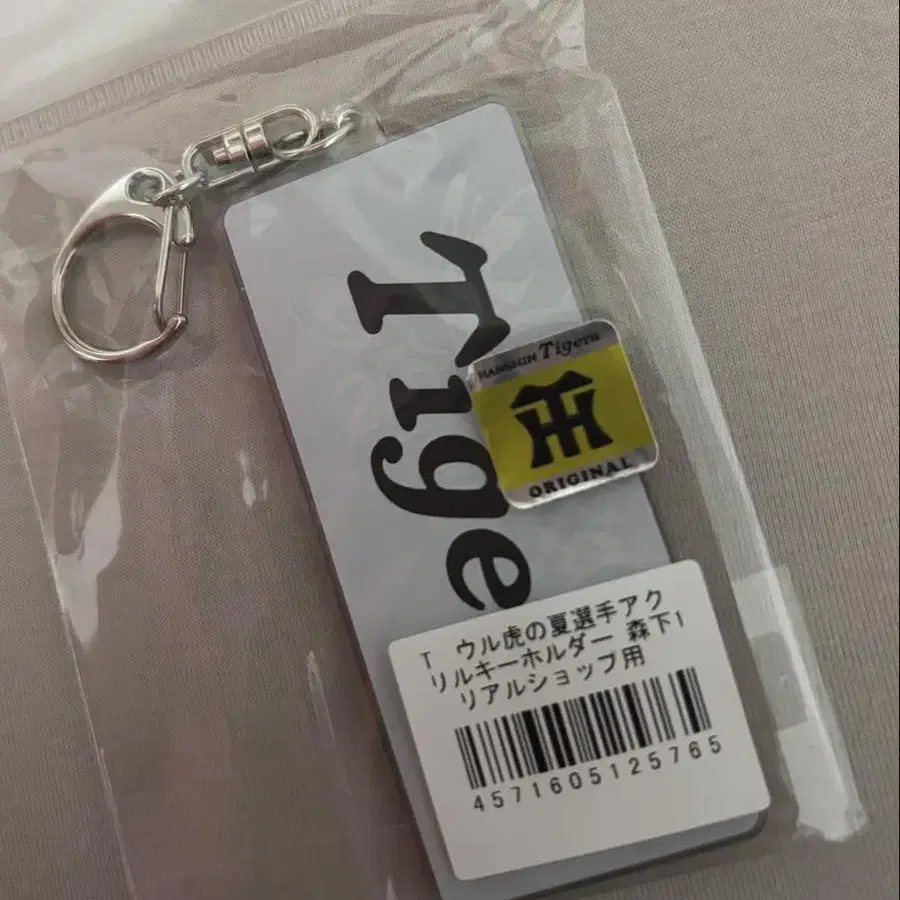 Tige
HANSHIN Tigers
TH
ORIGINAL
T ウル虎の夏選手アク
リルキーホルダー 森下1
リアルショップ用
4571605125765